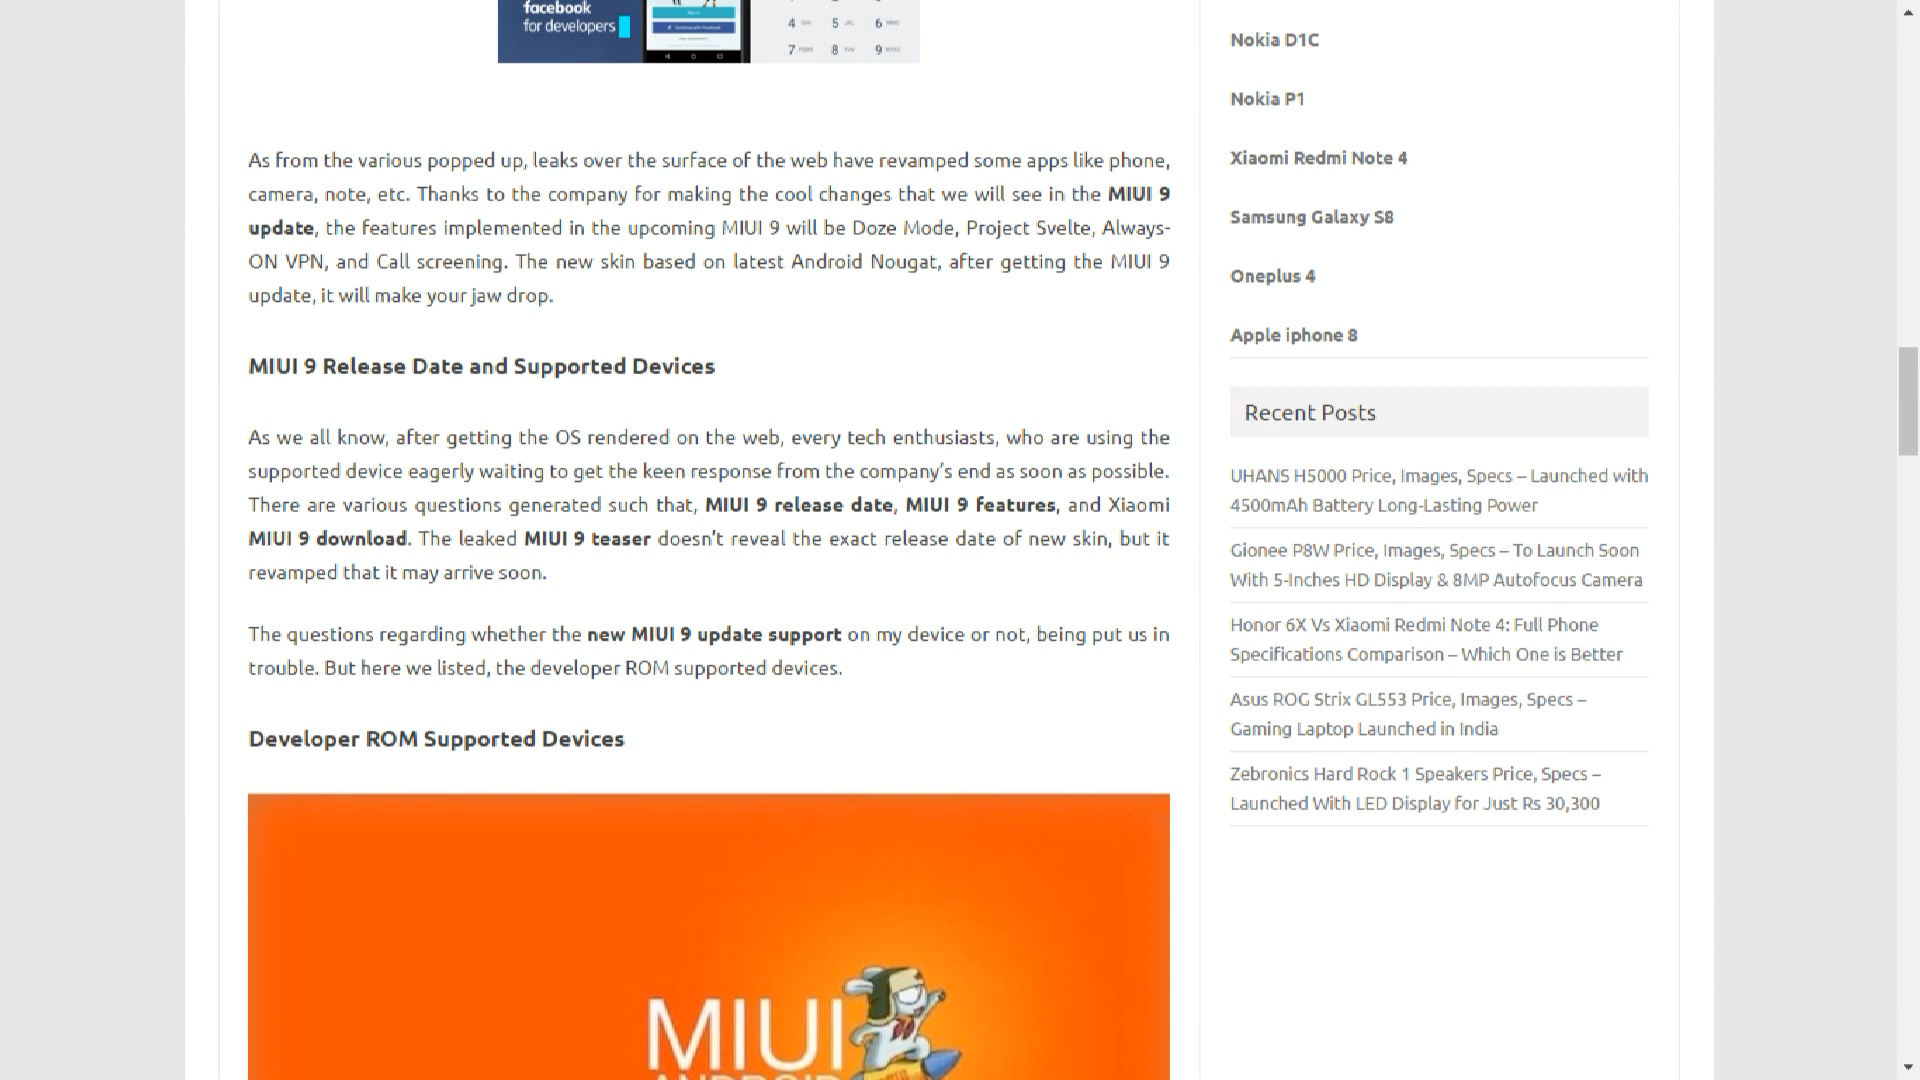 facebook
for developers
4 5 6
7 8 9
As from the various popped up, leaks over the surface of the web have revamped some apps like phone,
camera, note, etc. Thanks to the company for making the cool changes that we will see in the MIUI 9
update, the features implemented in the upcoming MIUI 9 will be Doze Mode, Project Svelte, Always-
ON VPN, and Call screening. The new skin based on latest Android Nougat, after getting the MIUI 9
update, it will make your jaw drop.
MIUI 9 Release Date and Supported Devices
As we all know, after getting the OS rendered on the web, every tech enthusiasts, who are using the
supported device eagerly waiting to get the keen response from the company's end as soon as possible.
There are various questions generated such that, MIUI 9 release date, MIUI 9 features, and Xiaomi
MIUI 9 download. The leaked MIUI 9 teaser doesn't reveal the exact release date of new skin, but it
revamped that it may arrive soon.
The questions regarding whether the new MIUI 9 update support on my device or not, being put us in
trouble. But here we listed, the developer ROM supported devices.
Developer ROM Supported Devices
MIUI
Nokia D1C
Nokia P1
Xiaomi Redmi Note 4
Samsung Galaxy S8
Oneplus 4
Apple iphone 8
Recent Posts
UHANS H5000 Price, Images, Specs – Launched with
4500mAh Battery Long-Lasting Power
Gionee P8W Price, Images, Specs – To Launch Soon
With 5-Inches HD Display & 8MP Autofocus Camera
Honor 6X Vs Xiaomi Redmi Note 4: Full Phone
Specifications Comparison – Which One is Better
Asus ROG Strix GL553 Price, Images, Specs –
Gaming Laptop Launched in India
Zebronics Hard Rock 1 Speakers Price, Specs –
Launched With LED Display for Just Rs 30,300